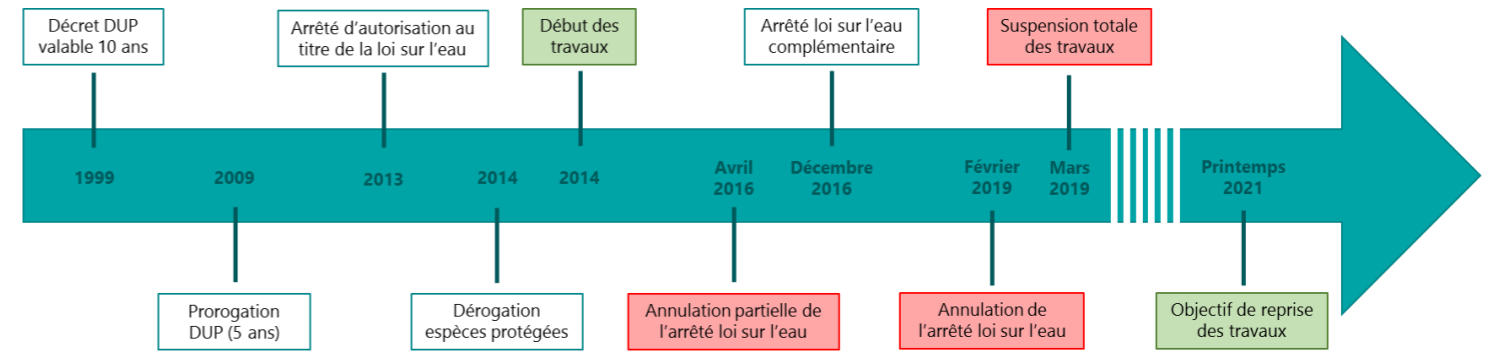 Décret DUP
valable 10 ans
Arrêté d'autorisation au
titre de la loi sur l'eau
Début des
travaux
Arrêté loi sur l'eau
complémentaire
Suspension totale
des travaux
1999
2009
2013
2014
2014
Avril
2016
Décembre
2016
Février
2019
Mars
2019
Printemps
2021
Prorogation
DUP (5 ans)
Dérogation
espèces protégées
Annulation partielle de
l'arrêté loi sur l'eau
Annulation de
l'arrêté loi sur l'eau
Objectif de reprise
des travaux